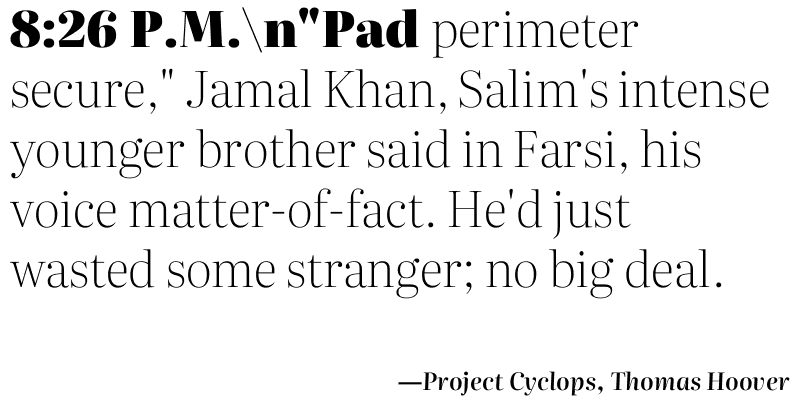 8:26 P.M.\n"Pad perimeter
secure," Jamal Khan, Salim's intense
younger brother said in Farsi, his
voice matter-of-fact. He'd just
wasted some stranger; no big deal.
—Project Cyclops, Thomas Hoover